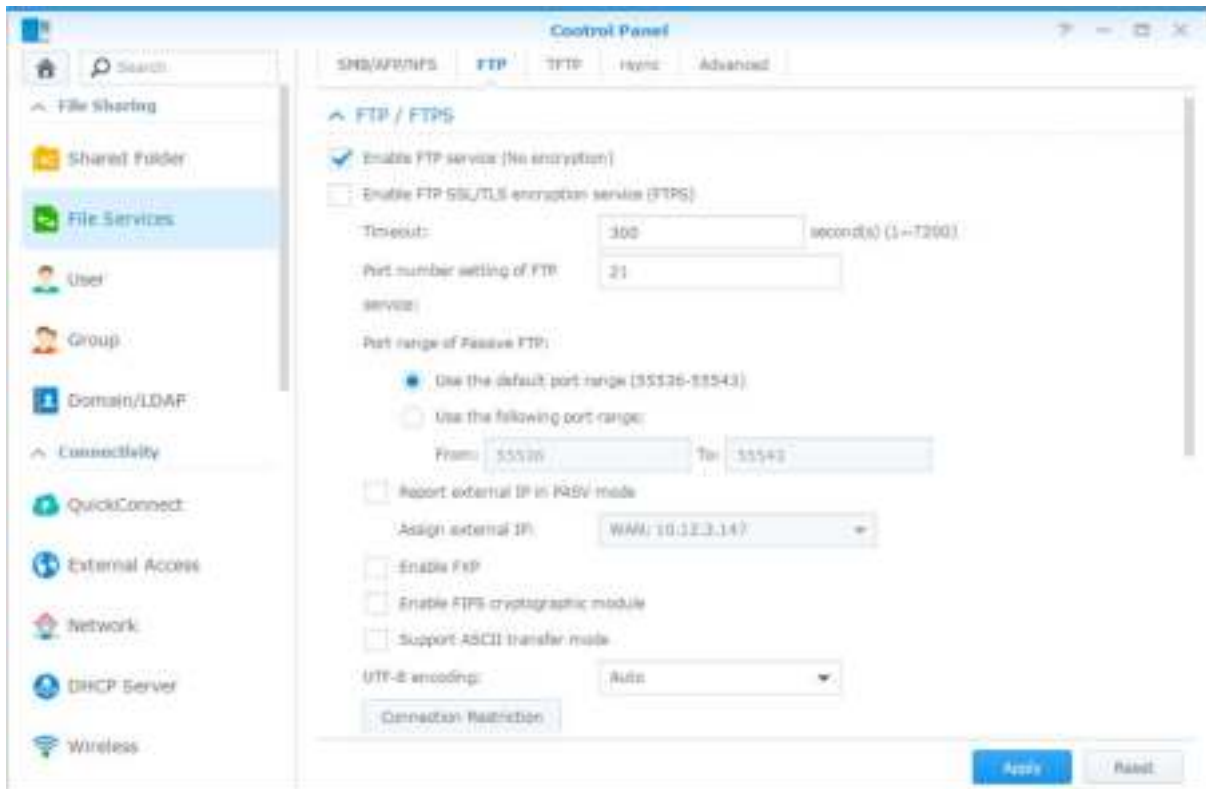 Control Panel
Search
File Sharing
Shared Folder
File Services
User
Group
Domain/LDAP
Connectivity
QuickConnect
External Access
Network
DHCP Server
Wireless
SMB/AFP/NFS FTP TFTP rsync Advanced
FTP / FTPS
Enable FTP service (No encryption)
Enable FTP SSL/TLS encryption service (FTPS)
Timeout: 300 second(s) (1~7200)
Port number setting of FTP 21
service:
Port range of Passive FTP:
Use the default port range (55536-55543)
Use the following port range:
From: 55536 To: 55543
Report external IP in PASV mode
Assign external IP: WAN: 10.12.3.147
Enable FXP
Enable FIPS cryptographic module
Support ASCII transfer mode
UTF-8 encoding: Auto
Connection Restriction
Apply Reset